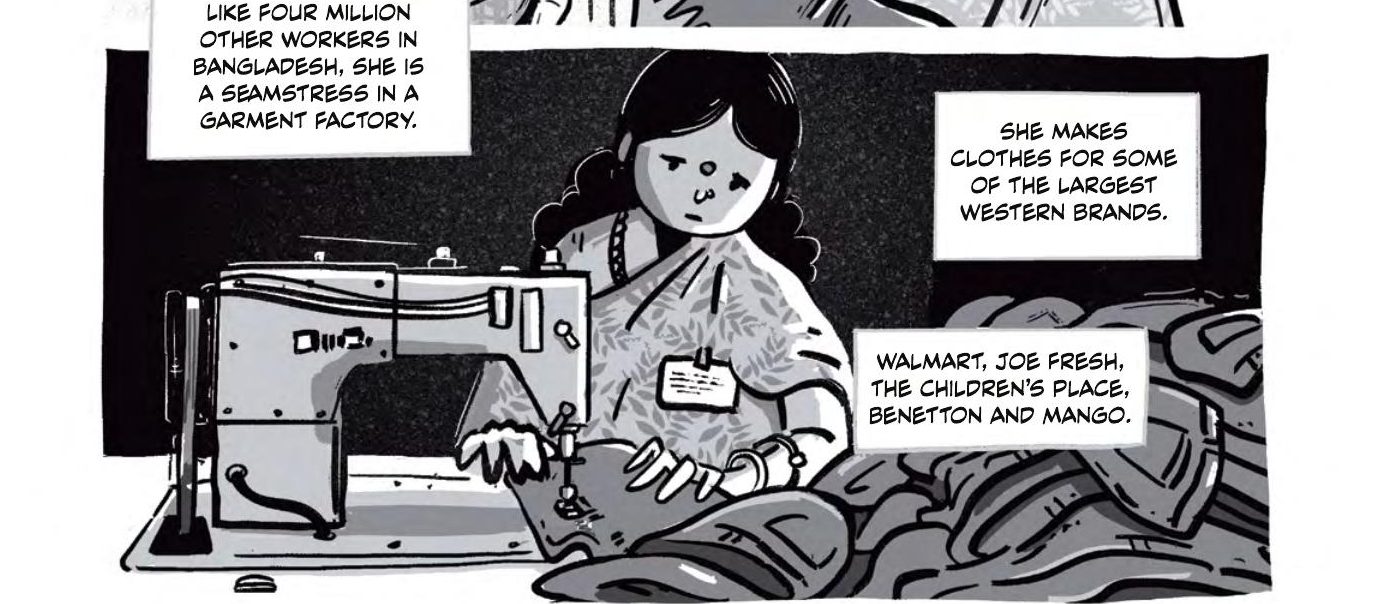 LIKE FOUR MILLION
OTHER WORKERS IN
BANGLADESH, SHE IS
A SEAMSTRESS IN A
GARMENT FACTORY.
SHE MAKES
CLOTHES FOR SOME
OF THE LARGEST
WESTERN BRANDS.
WALMART, JOE FRESH,
THE CHILDREN'S PLACE,
BENETTON AND MANGO.